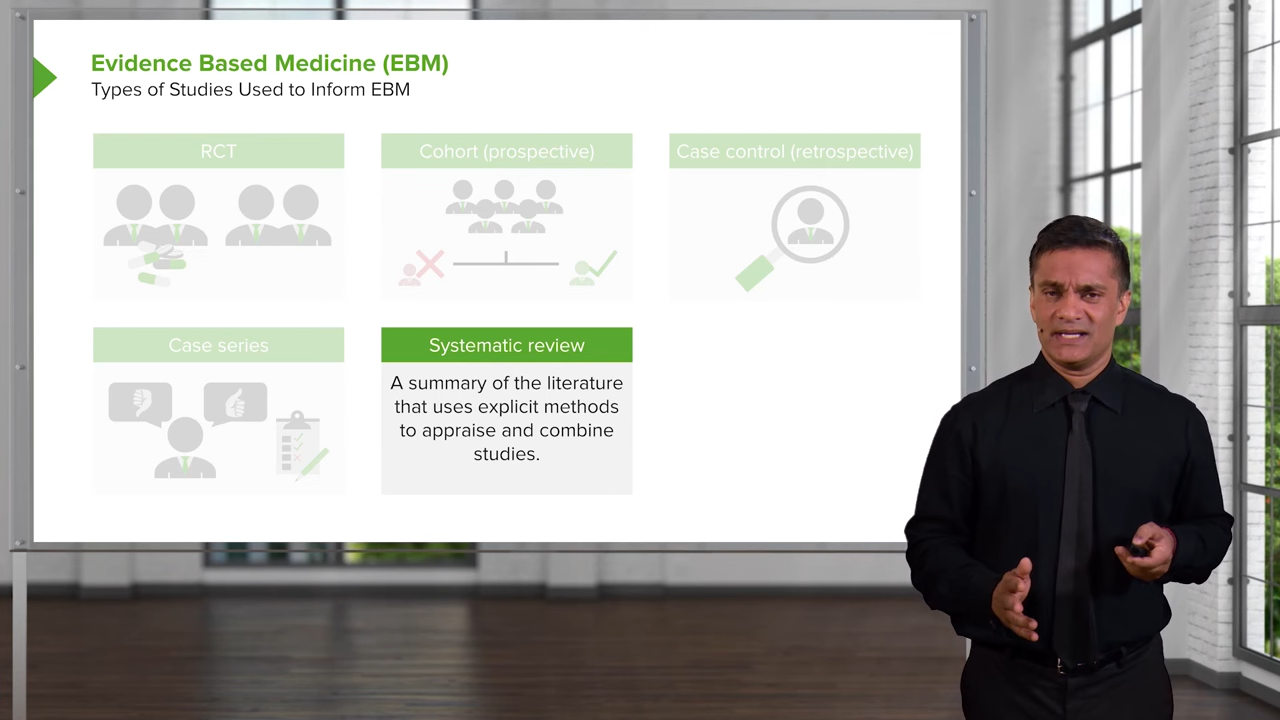 Evidence Based Medicine (EBM)
Types of Studies Used to Inform EBM
RCT
Cohort (prospective)
Case control (retrospective)
Case series
Systematic review
A summary of the literature
that uses explicit methods
to appraise and combine
studies.